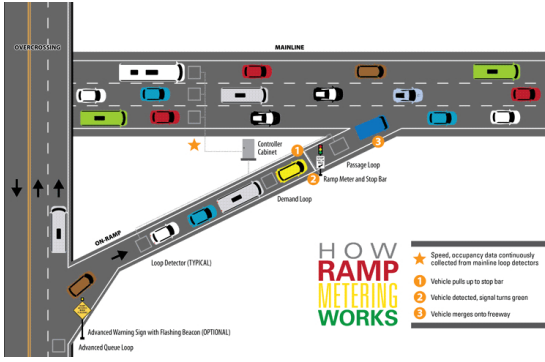 OVERCROSSING
MAINLINE
Controller
Cabinet
1
3
Passage Loop
2
Ramp Meter and Stop Bar
Demand Loop
ON-RAMP
Loop Detector (TYPICAL)
Advanced Warning Sign with Flashing Beacon (OPTIONAL)
Advanced Queue Loop
HOW
RAMP
METERING
WORKS
Speed, occupancy data continuously
collected from mainline loop detectors
1 Vehicle pulls up to stop bar
2 Vehicle detected, signal turns green
3 Vehicle merges onto freeway